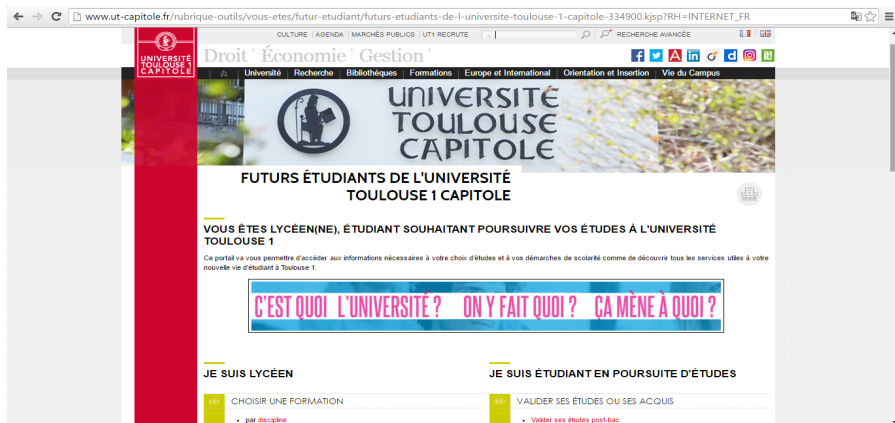 www.ut-capitole.fr/rubrique-outils/vous-etes/futur-etudiant/futurs-etudiants-de-l-universite-toulouse-1-capitole-334900.kjsp?RH=INTERNET_FR
CULTURE | AGENDA | MARCHÉS PUBLICS | UT1 RECRUTE RECHERCHE AVANCÉE
UNIVERSITÉ
TOULOUSE 1
CAPITOLE
Droit Économie Gestion
Université | Recherche | Bibliothèques | Formations | Europe et International | Orientation et Insertion | Vie du Campus
UNIVERSITÉ
TOULOUSE
CAPITOLE
FUTURS ÉTUDIANTS DE L'UNIVERSITÉ
TOULOUSE 1 CAPITOLE
VOUS ÊTES LYCÉEN(NE), ÉTUDIANT SOUHAITANT POURSUIVRE VOS ÉTUDES À L'UNIVERSITÉ
TOULOUSE 1
Ce portail va vous permettre d'accéder aux informations nécessaires à votre choix d'études et à vos démarches de scolarité comme de découvrir tous les services utiles à votre
nouvelle vie d'étudiant à Toulouse 1.
C'EST QUOI L'UNIVERSITÉ ? ON Y FAIT QUOI ? ÇA MÈNE À QUOI ?
JE SUIS LYCÉEN
CHOISIR UNE FORMATION
• par discipline
JE SUIS ÉTUDIANT EN POURSUITE D'ÉTUDES
VALIDER SES ÉTUDES OU SES ACQUIS
• Valider ses études post-bac